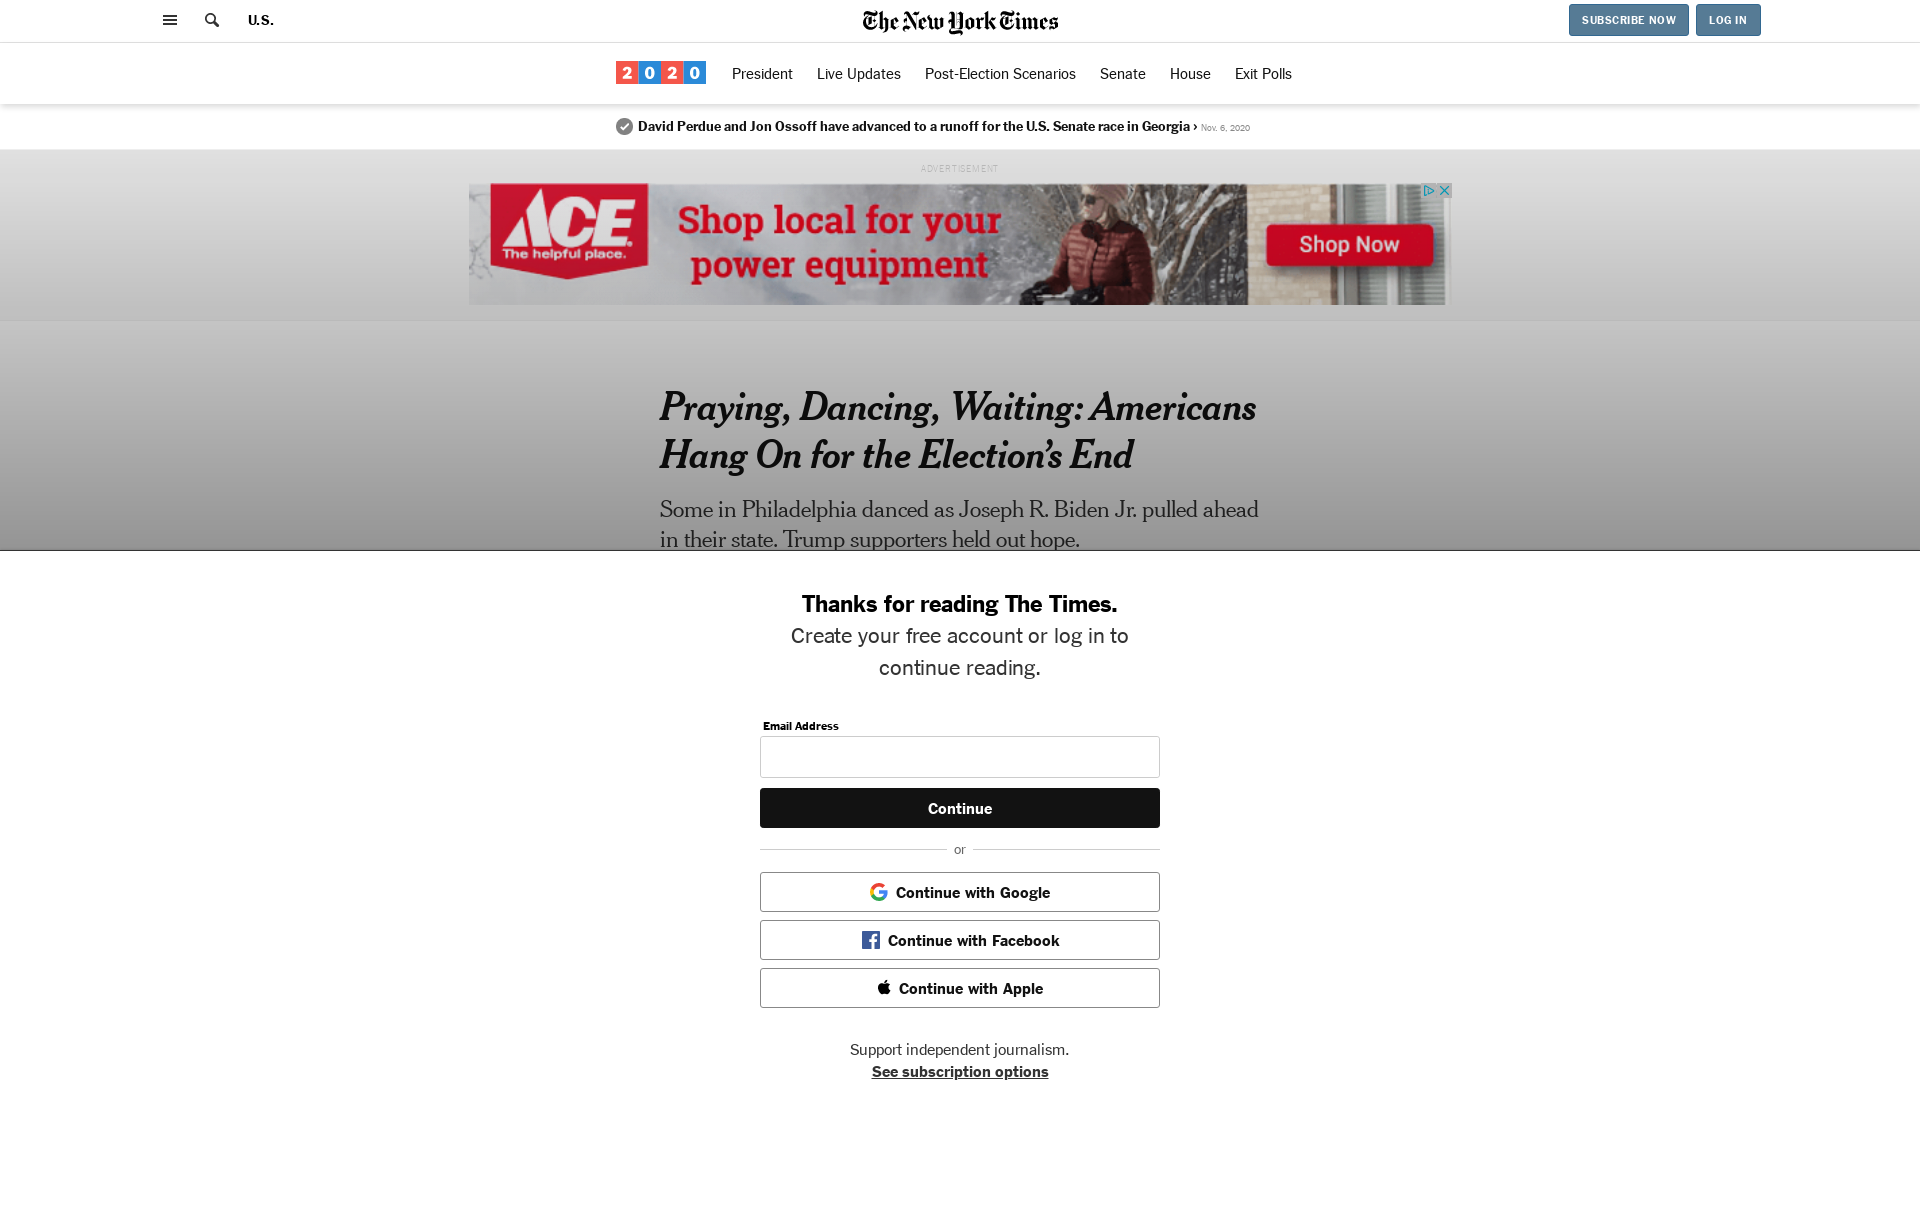 U.S.
The New York Times
SUBSCRIBE NOW
LOG IN
2020
President
Live Updates
Post-Election Scenarios
Senate
House
Exit Polls
David Perdue and Jon Ossoff have advanced to a runoff for the U.S. Senate race in Georgia › Nov. 6, 2020
ADVERTISEMENT
ACE
The helpful place.
Shop local for your
power equipment
Shop Now
Praying, Dancing, Waiting: Americans
Hang On for the Election’s End
Some in Philadelphia danced as Joseph R. Biden Jr. pulled ahead
in their state. Trump supporters held out hope.
Thanks for reading The Times.
Create your free account or log in to
continue reading.
Email Address
Continue
or
Continue with Google
Continue with Facebook
Continue with Apple
Support independent journalism.
See subscription options